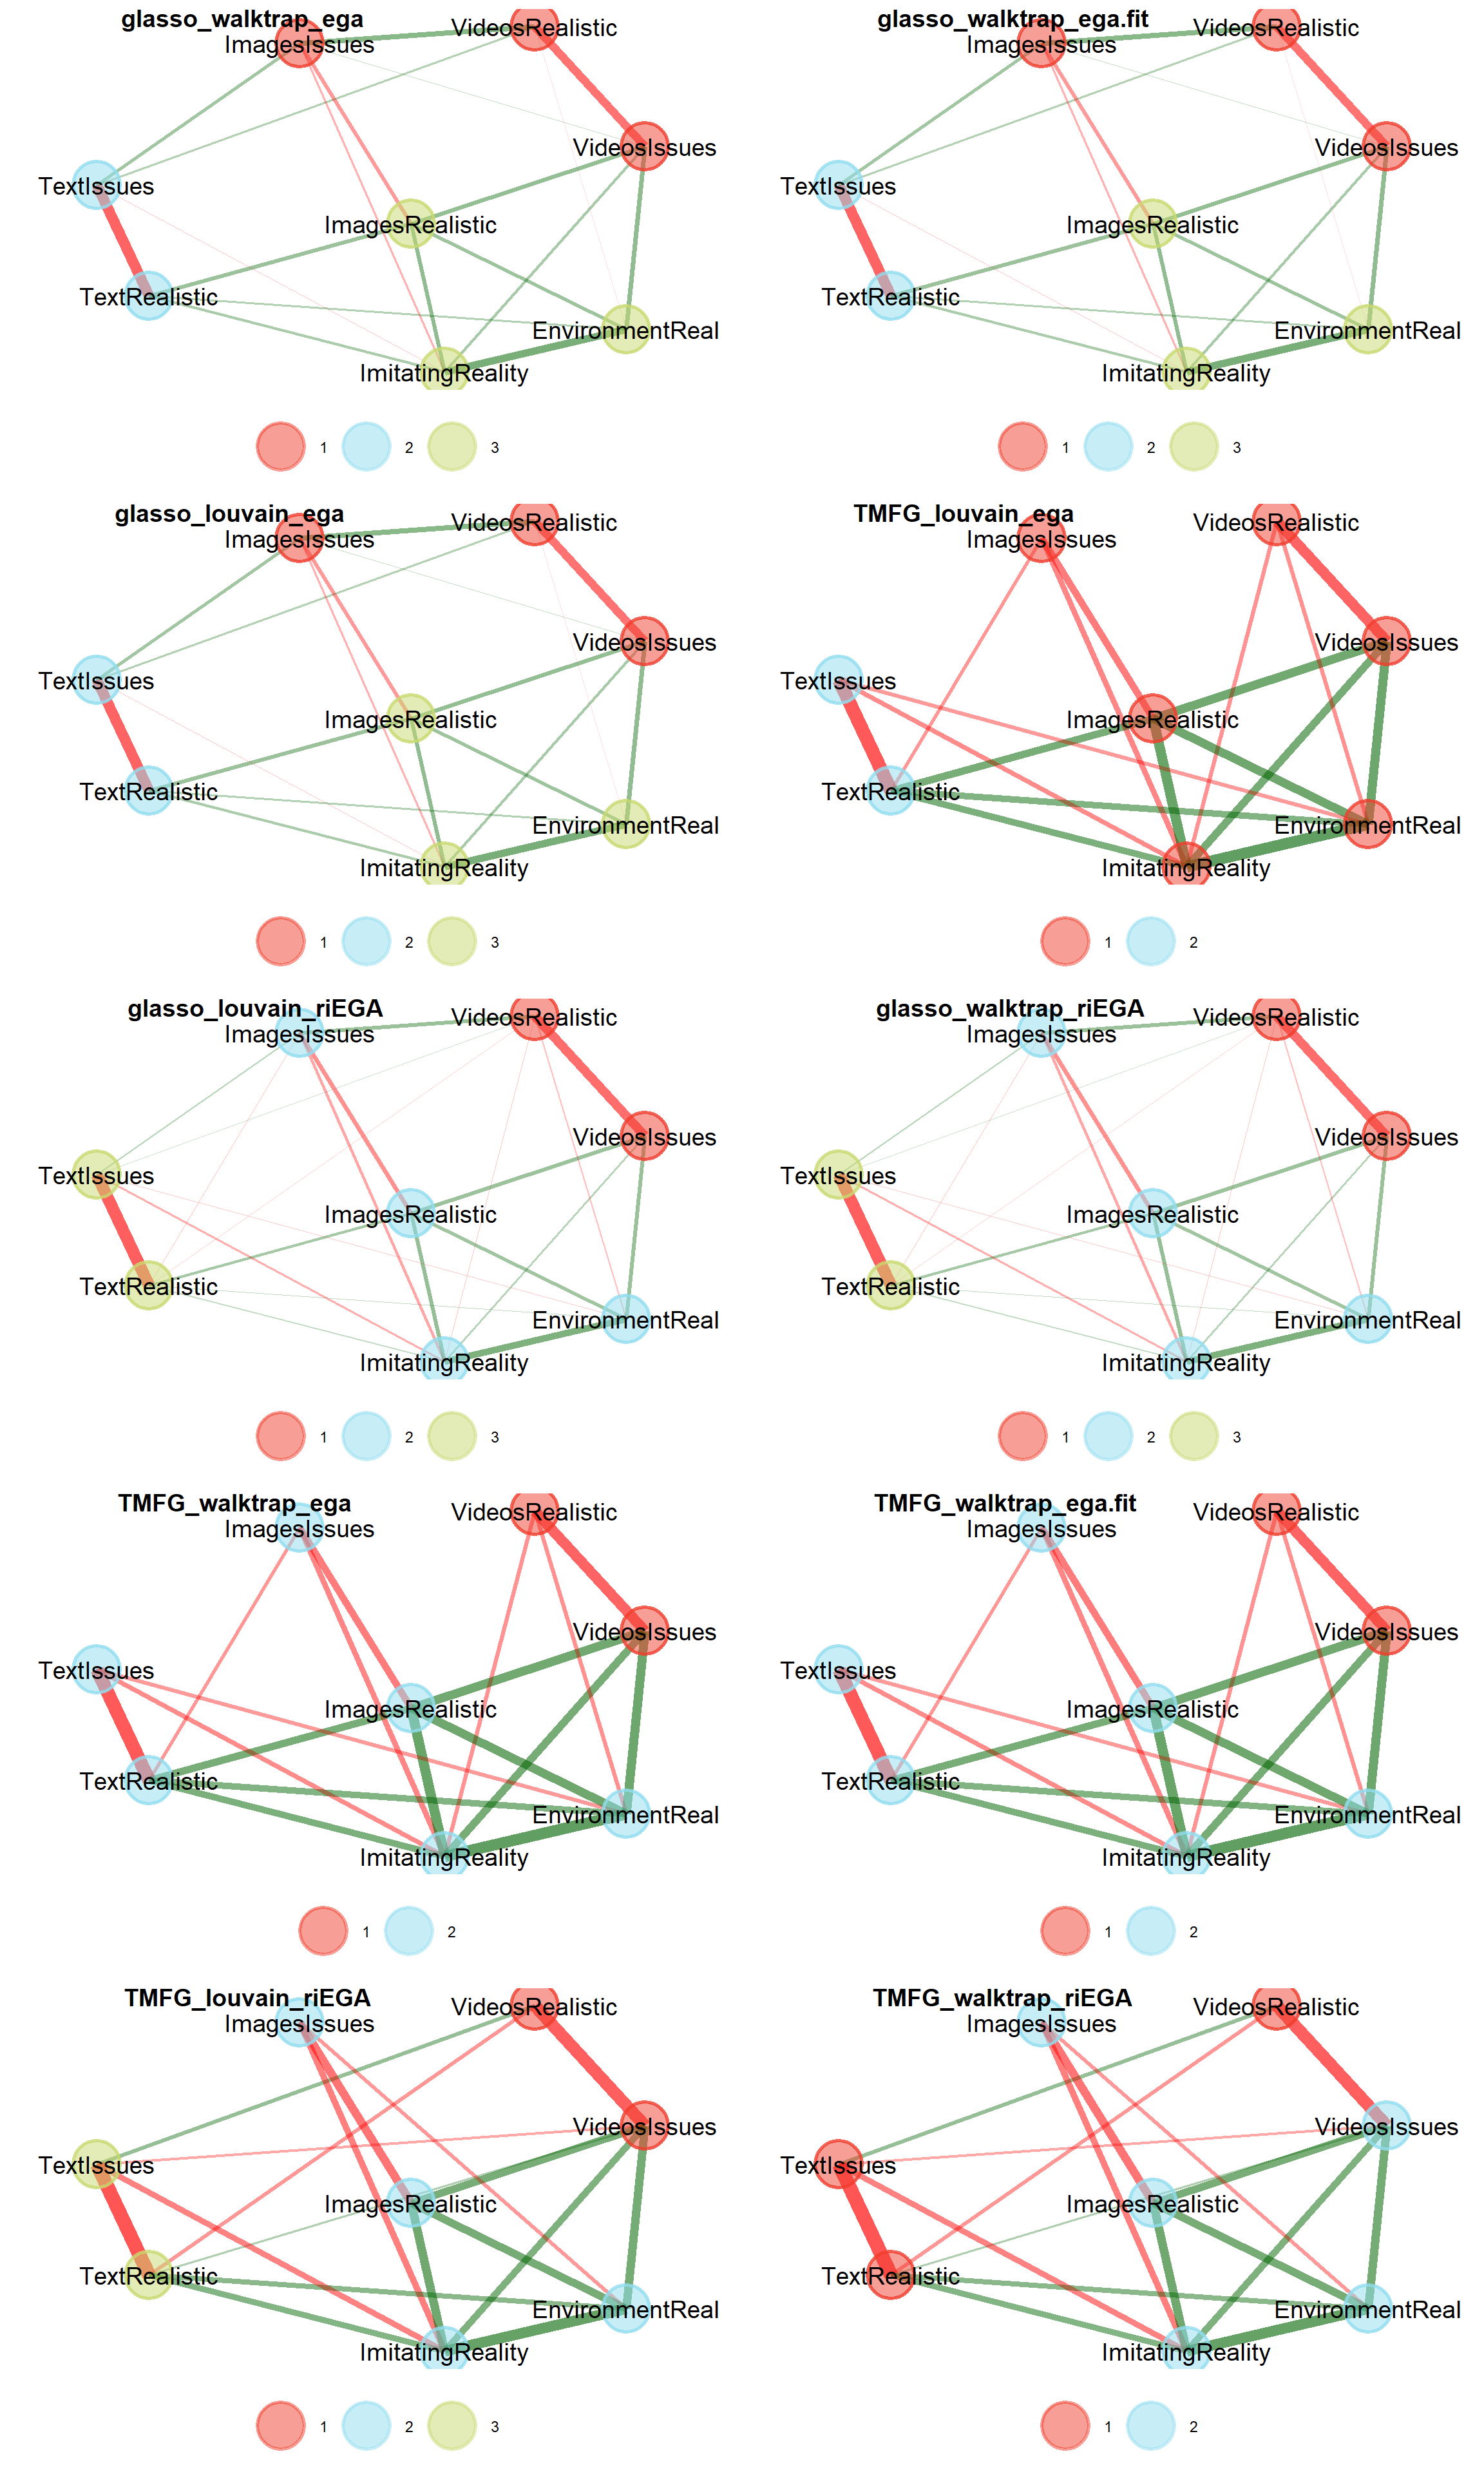 glasso_walktrap_ega
ImagesIssues
VideosRealistic
VideosIssues
TextIssues
ImagesRealistic
TextRealistic
EnvironmentReal
ImitatingReality
1 2 3
glasso_walktrap_ega.fit
ImagesIssues
VideosRealistic
VideosIssues
TextIssues
ImagesRealistic
TextRealistic
EnvironmentReal
ImitatingReality
1 2 3
glasso_louvain_ega
ImagesIssues
VideosRealistic
VideosIssues
TextIssues
ImagesRealistic
TextRealistic
EnvironmentReal
ImitatingReality
1 2 3
TMFG_louvain_ega
ImagesIssues
VideosRealistic
VideosIssues
TextIssues
ImagesRealistic
TextRealistic
EnvironmentReal
ImitatingReality
1 2
glasso_louvain_riEGA
ImagesIssues
VideosRealistic
VideosIssues
TextIssues
ImagesRealistic
TextRealistic
EnvironmentReal
ImitatingReality
1 2 3
glasso_walktrap_riEGA
ImagesIssues
VideosRealistic
VideosIssues
TextIssues
ImagesRealistic
TextRealistic
EnvironmentReal
ImitatingReality
1 2 3
TMFG_walktrap_ega
ImagesIssues
VideosRealistic
VideosIssues
TextIssues
ImagesRealistic
TextRealistic
EnvironmentReal
ImitatingReality
1 2
TMFG_walktrap_ega.fit
ImagesIssues
VideosRealistic
VideosIssues
TextIssues
ImagesRealistic
TextRealistic
EnvironmentReal
ImitatingReality
1 2
TMFG_louvain_riEGA
ImagesIssues
VideosRealistic
VideosIssues
TextIssues
ImagesRealistic
TextRealistic
EnvironmentReal
ImitatingReality
1 2 3
TMFG_walktrap_riEGA
ImagesIssues
VideosRealistic
VideosIssues
TextIssues
ImagesRealistic
TextRealistic
EnvironmentReal
ImitatingReality
1 2